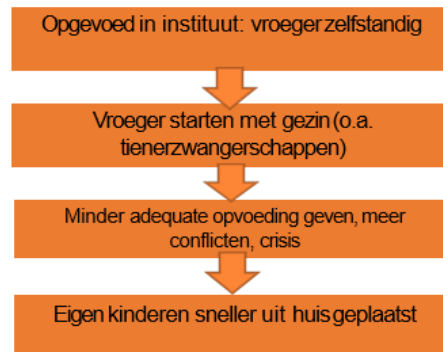 Opgevoed in instituut: vroeger zelfstandig
Vroeger starten met gezin (o.a.
tienerzwangerschappen)
Minder adequate opvoeding geven, meer
conflicten, crisis
Eigen kinderen sneller uit huis geplaatst